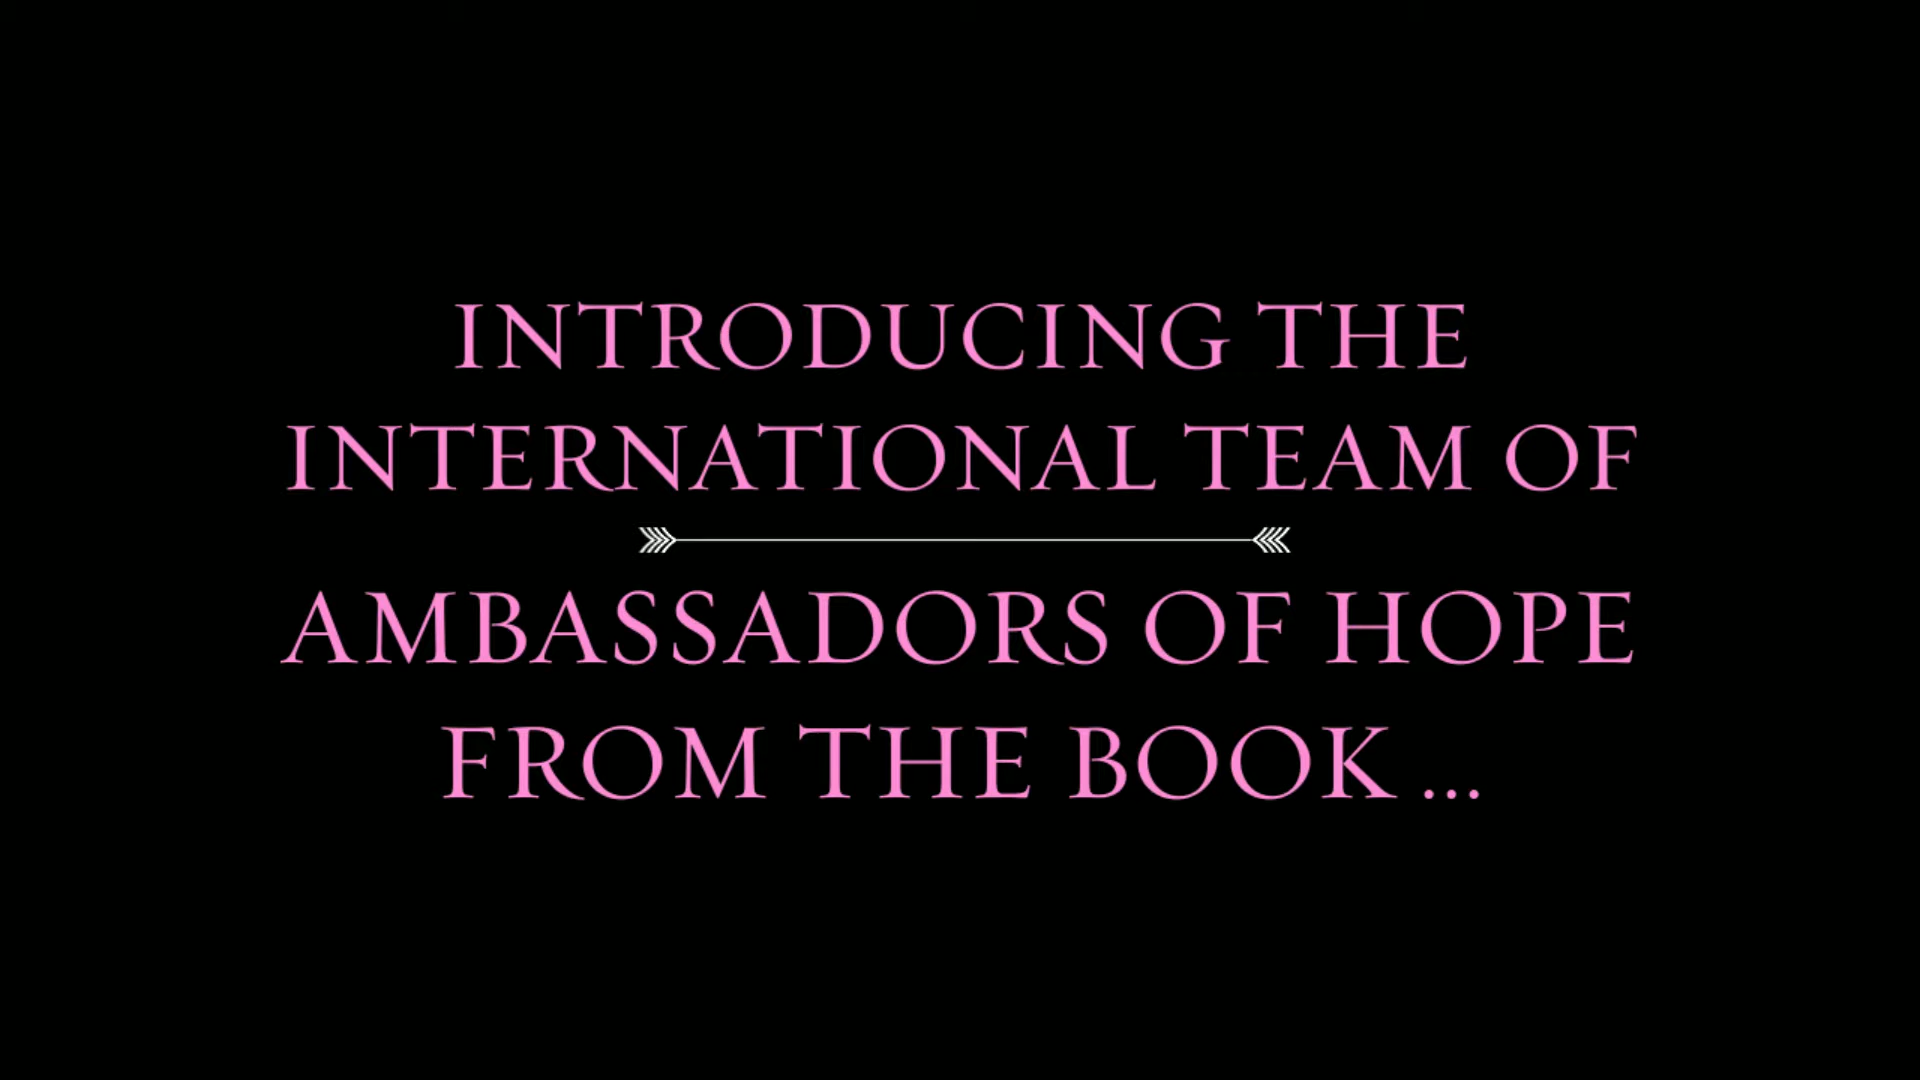 INTRODUCING THE
INTERNATIONAL TEAM OF
AMBASSADORS OF HOPE
FROM THE BOOK ...